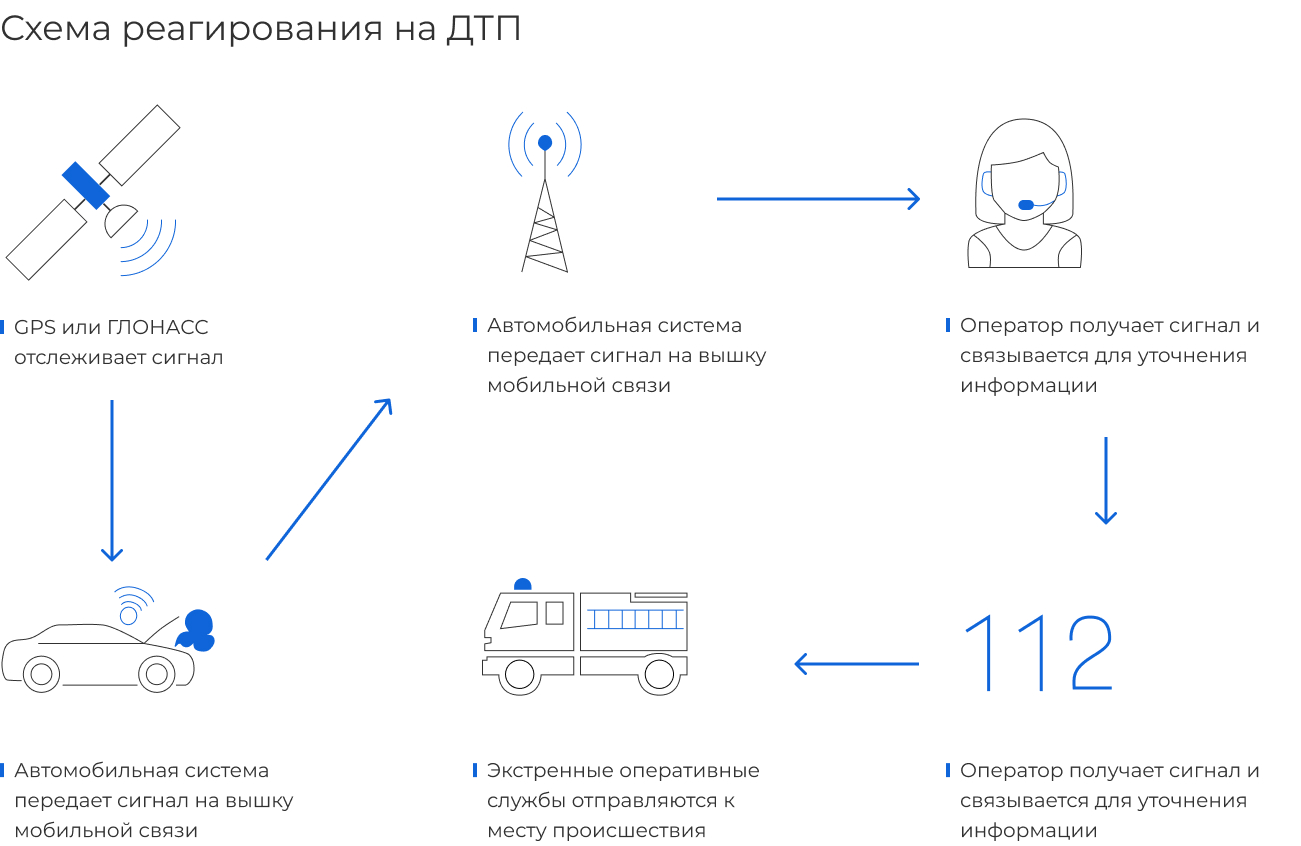 Схема реагирования на ДТП
GPS или ГЛОНАСС
отслеживает сигнал
Автомобильная система
передает сигнал на вышку
мобильной связи
Оператор получает сигнал и
связывается для уточнения
информации
112
Автомобильная система
передает сигнал на вышку
мобильной связи
Экстренные оперативные
службы отправляются к
месту происшествия
Оператор получает сигнал и
связывается для уточнения
информации